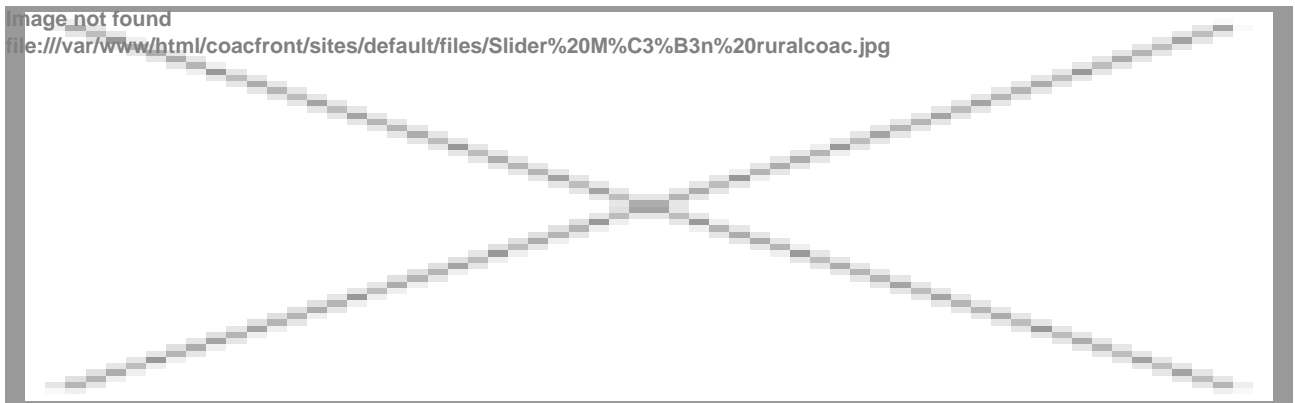 Image not found
file:///var/www/html/coacfront/sites/default/files/Slider%20M%C3%B3n%20ruralcoac.jpg